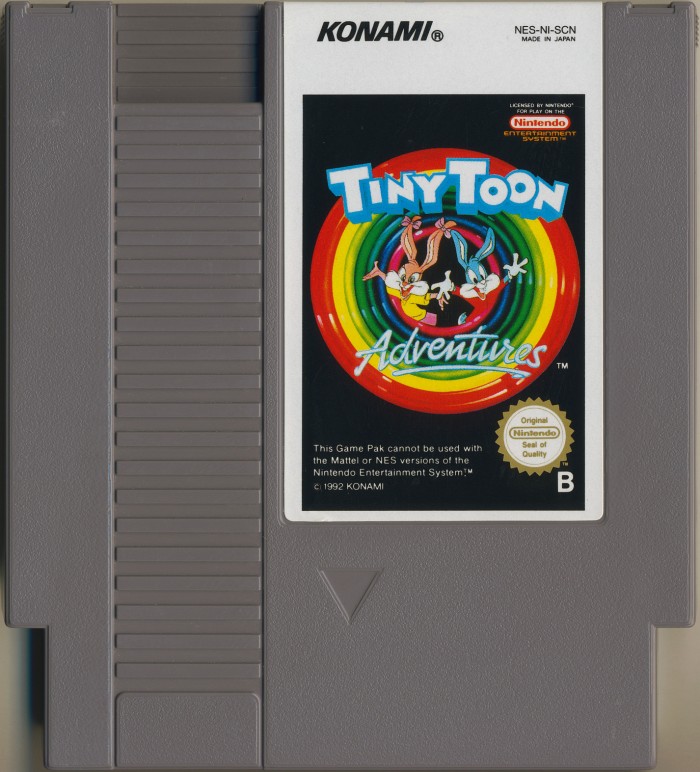 KONAMI®
NES-NI-SCN
MADE IN JAPAN
LICENSED BY NINTENDO®
FOR PLAY ON THE
Nintendo
ENTERTAINMENT
SYSTEM™
TINY TOON
Adventures™
Original
Nintendo
Seal of
Quality
™
This Game Pak cannot be used with
the Mattel or NES versions of the
Nintendo Entertainment System.™
© 1992 KONAMI
B